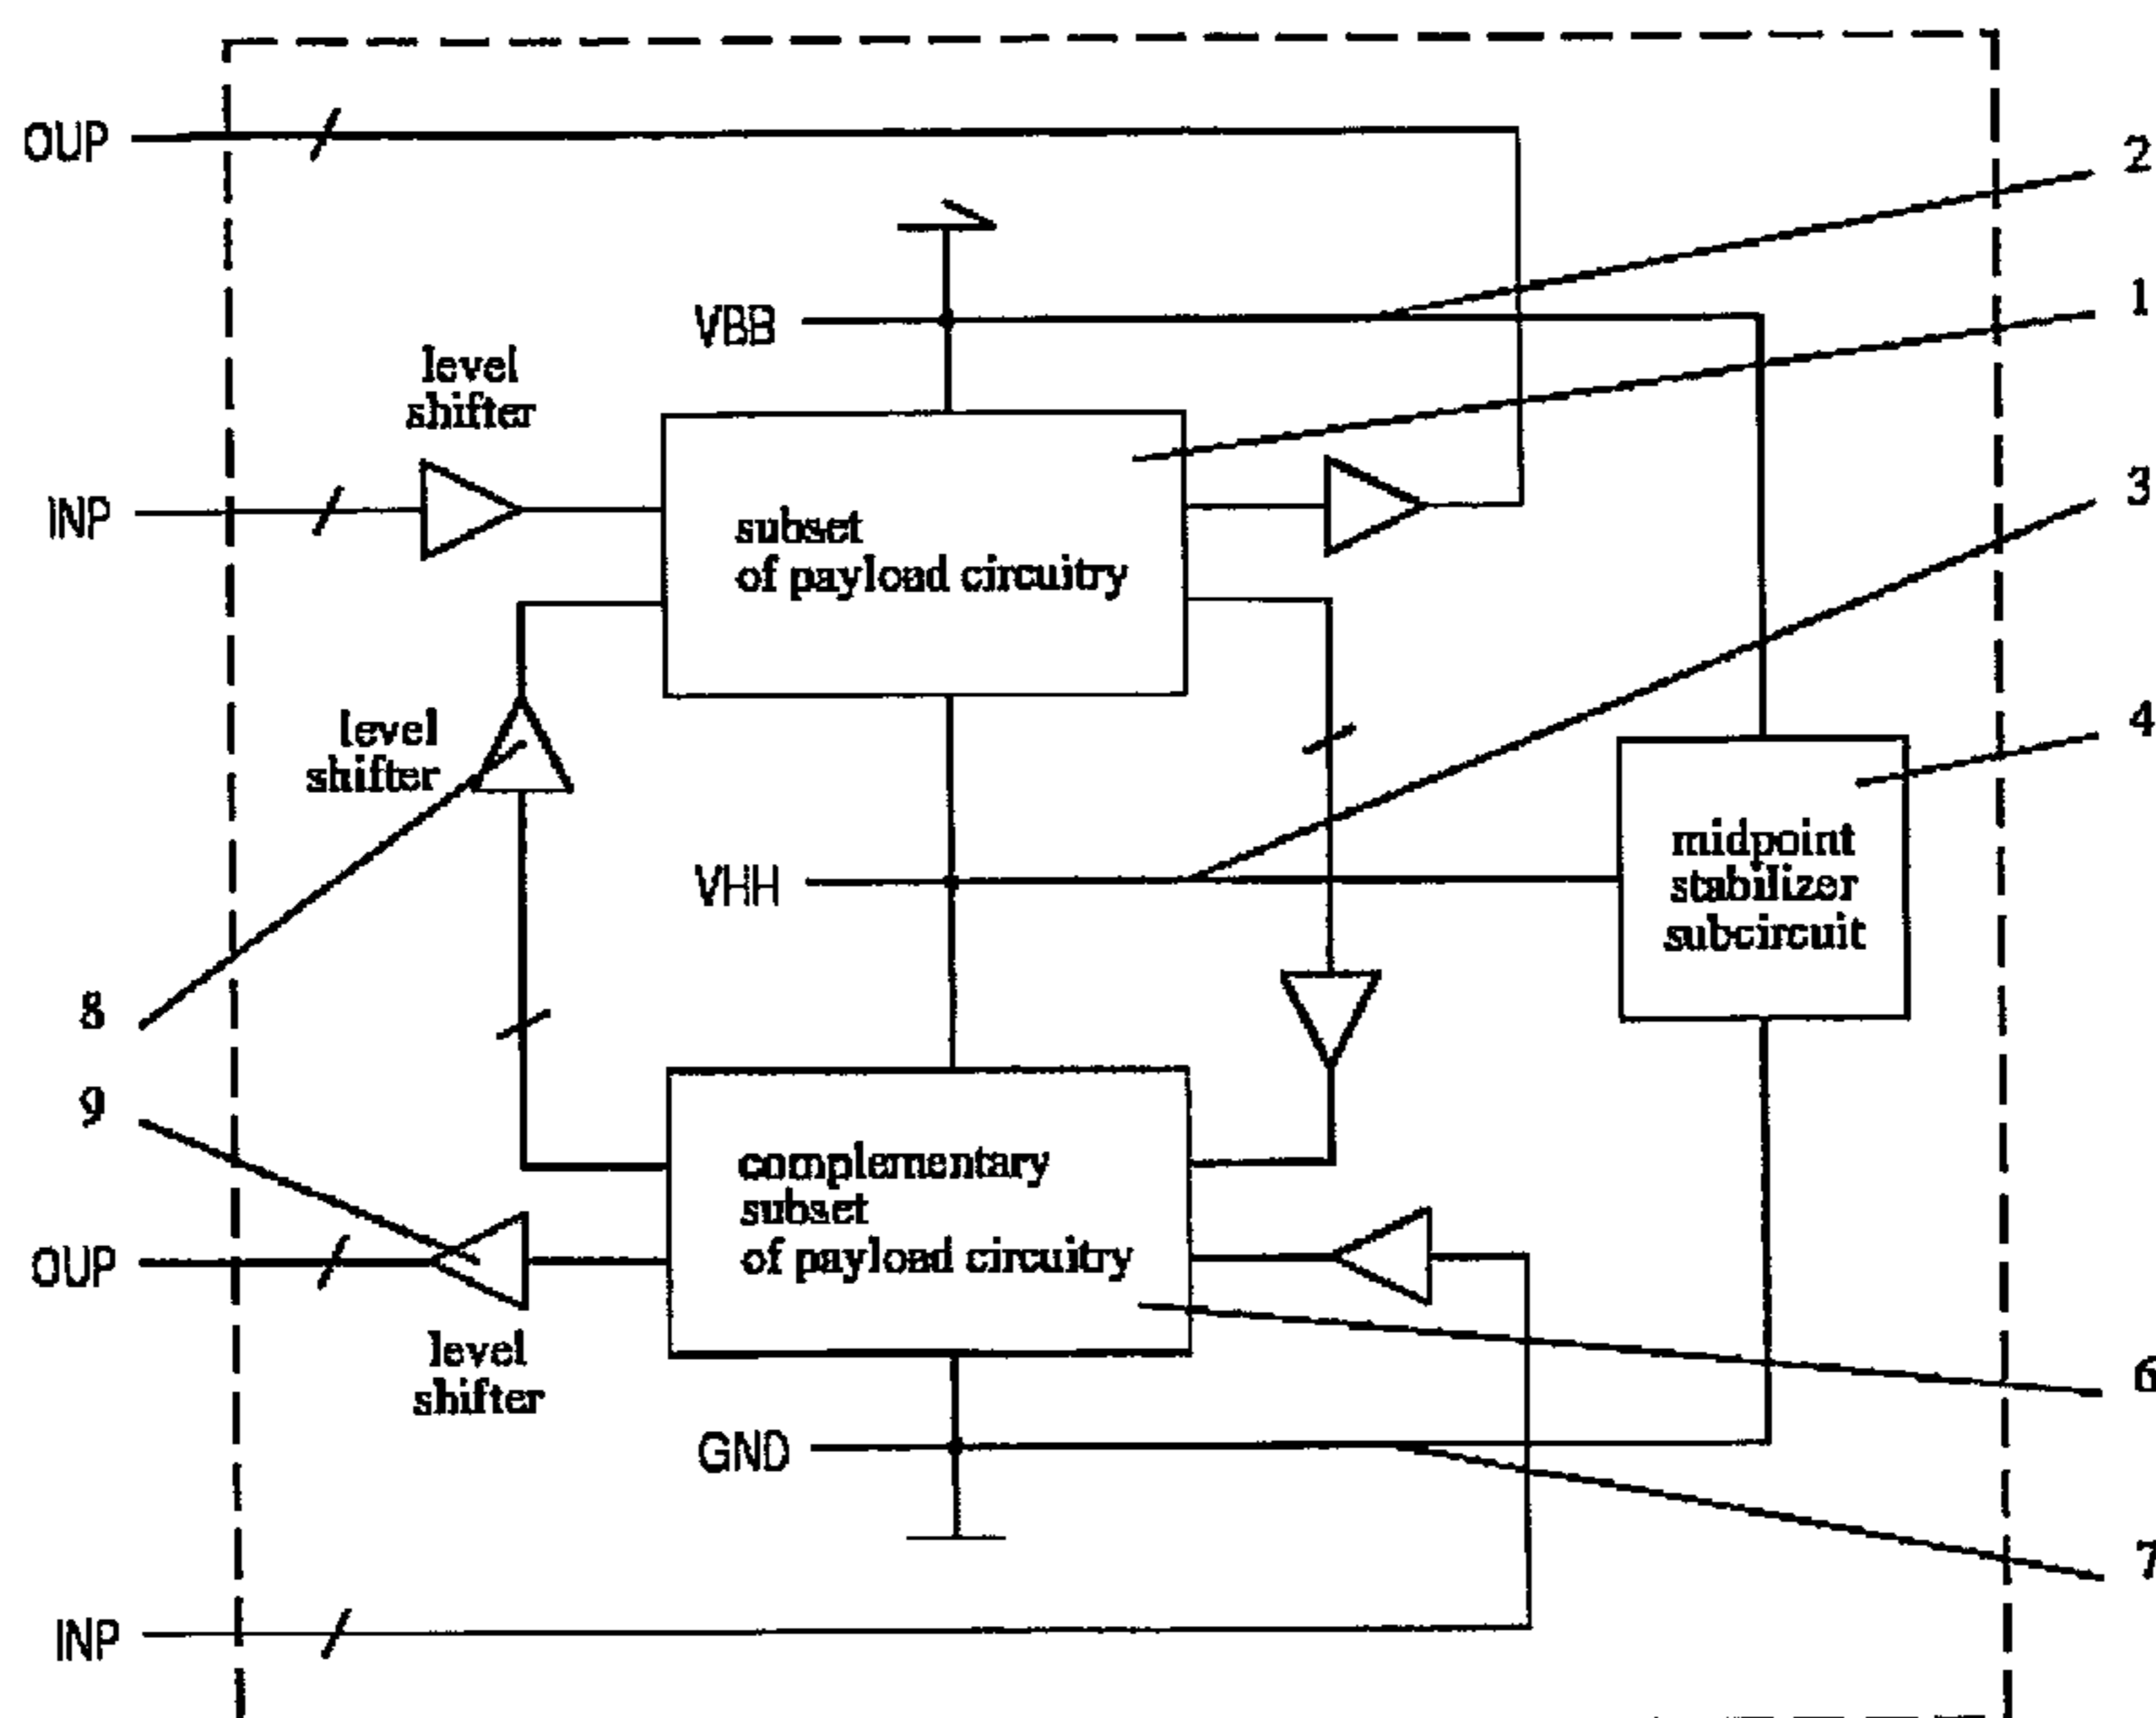 OUP
2
VBB
1
level
shifter
INP
3
subset
of payload circuitry
level
shifter
4
midpoint
stabilizer
subcircuit
VHH
8
9
complementary
subset
of payload circuitry
OUP
level
shifter
6
GND
7
INP